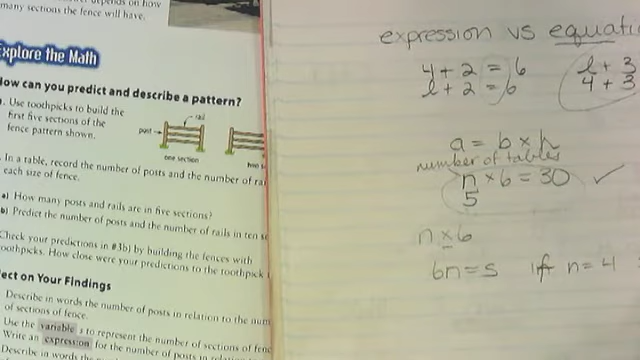 depends on how
many sections the fence will have.
Explore the Math
How can you predict and describe a pattern?
Use toothpicks to build the
first five sections of the
fence pattern shown.
post
rail
one section
two
In a table, record the number of posts and the number of
each size of fence.
a) How many posts and rails are in five sections?
b) Predict the number of posts and the number of rails in ten
Check your predictions in #3b) by building the fences with
toothpicks. How close were your predictions to the toothpick
on Your Findings
Describe in words the number of posts in relation to the
of sections of fence.
Use the variable s to represent the number of sections of
Write an expression for the number of posts in relation
Describe in words the
expression vs
4 + 2 = 6
l + 2 = 6
l + 3
4 + 3
a = b × h
number of tables
n × 6 = 30 ✓
5
n × 6
6n = s if n = 4